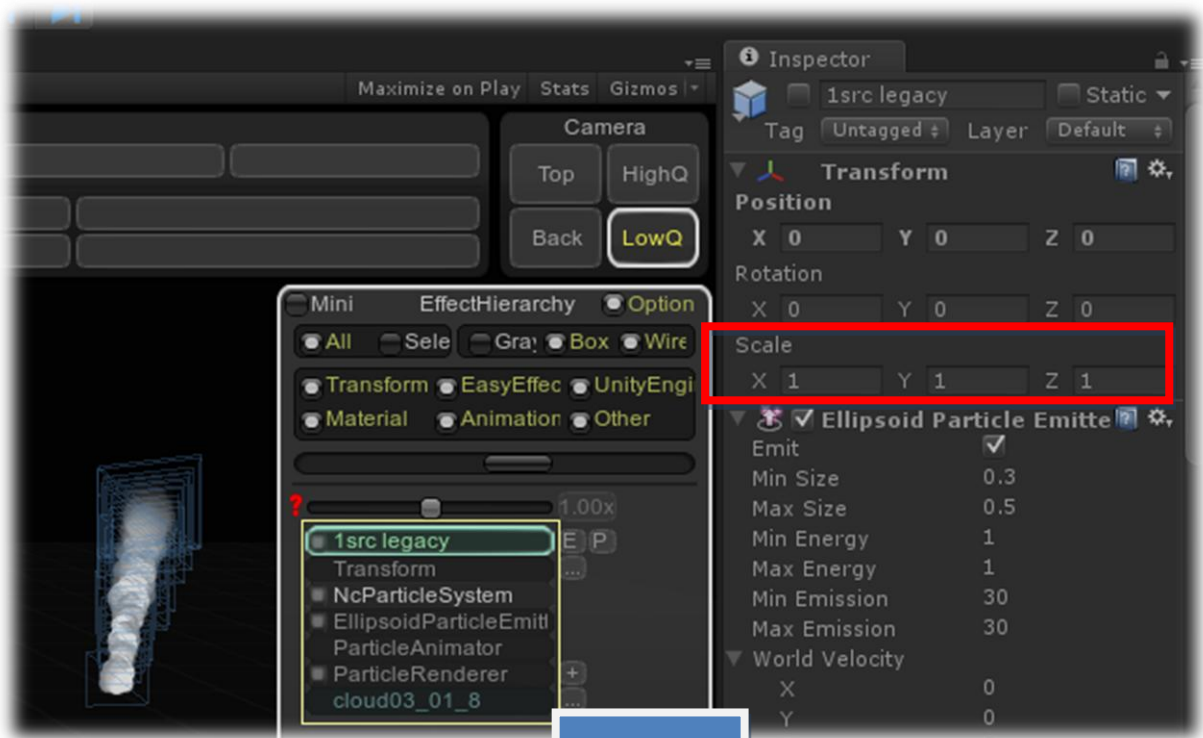 Maximize on Play Stats Gizmos
Camera
Top HighQ
Back LowQ
Mini EffectHierarchy Option
All Sele Gra Box Wire
Transform EasyEffec UnityEngi
Material Animation Other
? 1.00x
1src legacy E P
Transform ...
NcParticleSystem
EllipsoidParticleEmitt
ParticleAnimator
ParticleRenderer +
cloud03_01_8 ...
Inspector
1src legacy Static
Tag Untagged Layer Default
Transform
Position
X 0 Y 0 Z 0
Rotation
X 0 Y 0 Z 0
Scale
X 1 Y 1 Z 1
Ellipsoid Particle Emitte
Emit
Min Size 0.3
Max Size 0.5
Min Energy 1
Max Energy 1
Min Emission 30
Max Emission 30
World Velocity
X 0
Y 0